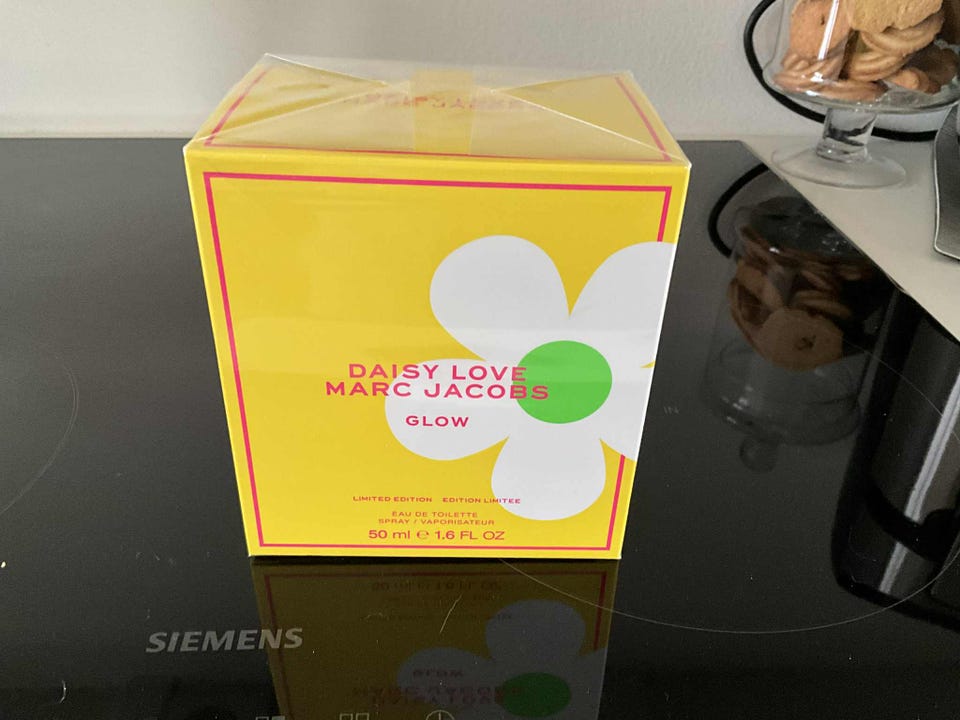 DAISY LOVE
MARC JACOBS
GLOW
LIMITED EDITION EDITION LIMITEE
EAU DE TOILETTE
SPRAY / VAPORISATEUR
50 ml ℮ 1.6 FL OZ
SIEMENS